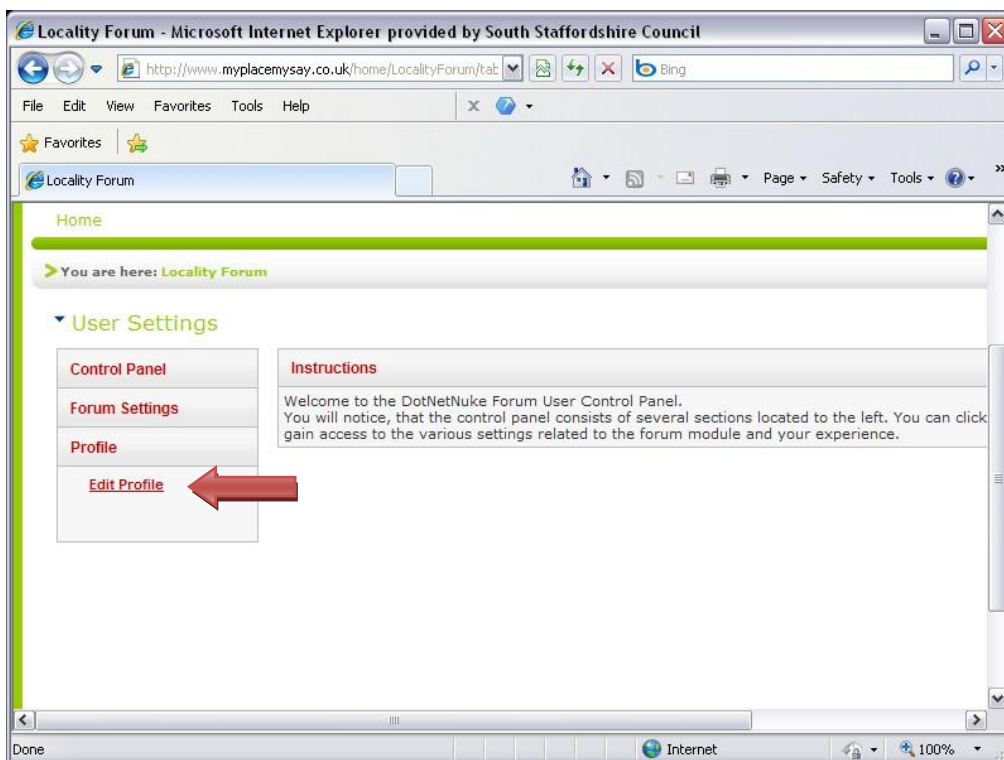 Locality Forum - Microsoft Internet Explorer provided by South Staffordshire Council
http://www.myplacemysay.co.uk/home/LocalityForum/tab
Bing
File Edit View Favorites Tools Help
x
Favorites
Locality Forum
Page Safety Tools »
Home
You are here: Locality Forum
User Settings
Control Panel
Forum Settings
Profile
Edit Profile
Instructions
Welcome to the DotNetNuke Forum User Control Panel.
You will notice, that the control panel consists of several sections located to the left. You can click
gain access to the various settings related to the forum module and your experience.
Done
Internet
100%